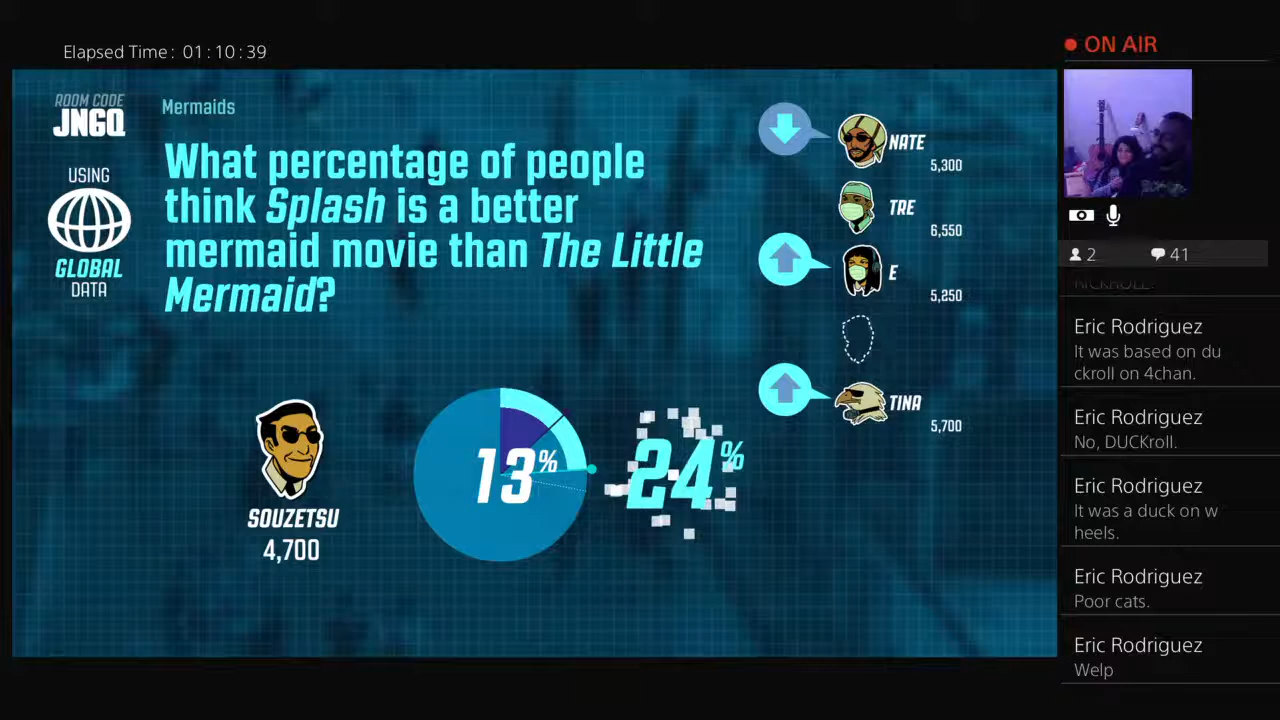 Elapsed Time: 01:10:39
ON AIR
ROOM CODE
JNGQ
USING
GLOBAL
DATA
Mermaids
What percentage of people
think Splash is a better
mermaid movie than The Little
Mermaid?
NATE
5,300
TRE
6,550
E
5,250
TINA
5,700
SOUZETSU
4,700
13%
24%
2
41
Eric Rodriguez
It was based on du
ckroll on 4chan.
Eric Rodriguez
No, DUCKroll.
Eric Rodriguez
It was a duck on w
heels.
Eric Rodriguez
Poor cats.
Eric Rodriguez
Welp